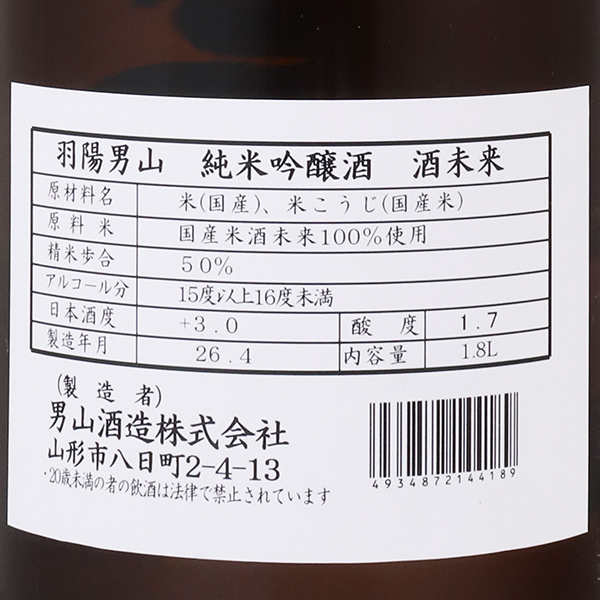 羽陽男山 純米吟醸酒 酒未来
原材料名 米(国産)、米こうじ(国産米)
原料米 国産米酒未来100%使用
精米歩合 50%
アルコール分 15度以上16度未満
日本酒度 +3.0 酸度 1.7
製造年月 26.4 内容量 1.8L
(製造者)
男山酒造株式会社
山形市八日町2-4-13
・20歳未満の者の飲酒は法律で禁止されています
4934872144189